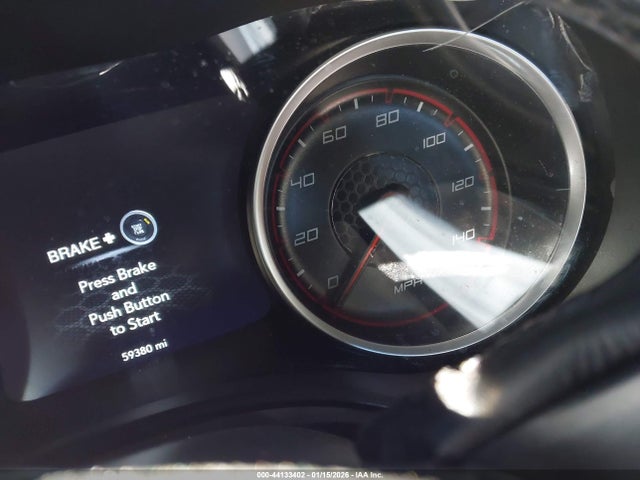 BRAKE +
Press Brake
and
Push Button
to Start
59380 mi
0
20
40
60
80
100
120
140
MPH
000-44133402 - 01/15/2026 - IAA Inc.